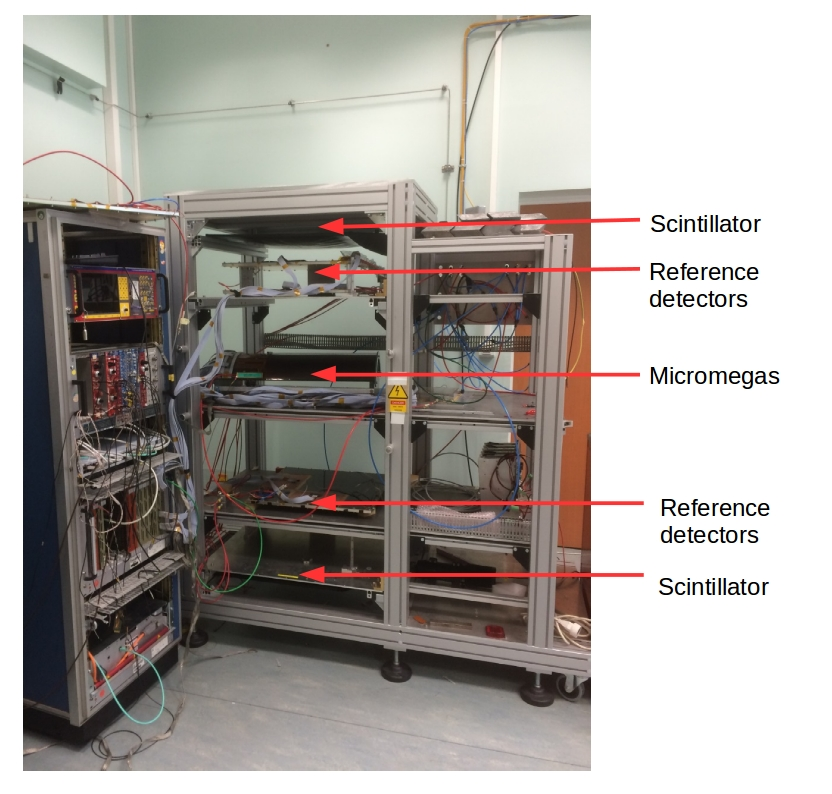 Scintillator
Reference
detectors
Micromegas
Reference
detectors
Scintillator